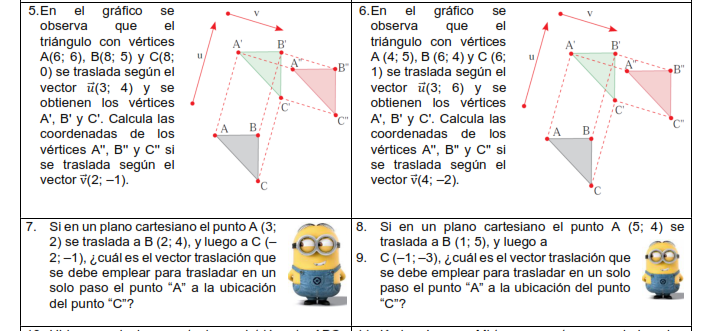 5.En el gráfico se
observa que el
triángulo con vértices
A(6; 6), B(8; 5) y C(8;
0) se traslada según el
vector u⃗(3; 4) y se
obtienen los vértices
A', B' y C'. Calcula las
coordenadas de los
vértices A", B" y C" si
se traslada según el
vector v⃗(2; –1).
v
u
A'
B'
A"
B"
C'
C"
A
B
C
6.En el gráfico se
observa que el
triángulo con vértices
A (4; 5), B (6; 4) y C (6;
1) se traslada según el
vector u⃗(3; 6) y se
obtienen los vértices
A', B' y C'. Calcula las
coordenadas de los
vértices A", B" y C" si
se traslada según el
vector v⃗(4; –2).
v
u
A'
B'
A"
B"
C'
C"
A
B
C
7. Si en un plano cartesiano el punto A (3;
2) se traslada a B (2; 4), y luego a C (–
2; –1), ¿cuál es el vector traslación que
se debe emplear para trasladar en un
solo paso el punto “A” a la ubicación
del punto “C”?
8. Si en un plano cartesiano el punto A (5; 4) se
traslada a B (1; 5), y luego a
9. C (–1; –3), ¿cuál es el vector traslación que
se debe emplear para trasladar en un solo
paso el punto “A” a la ubicación del punto
“C”?